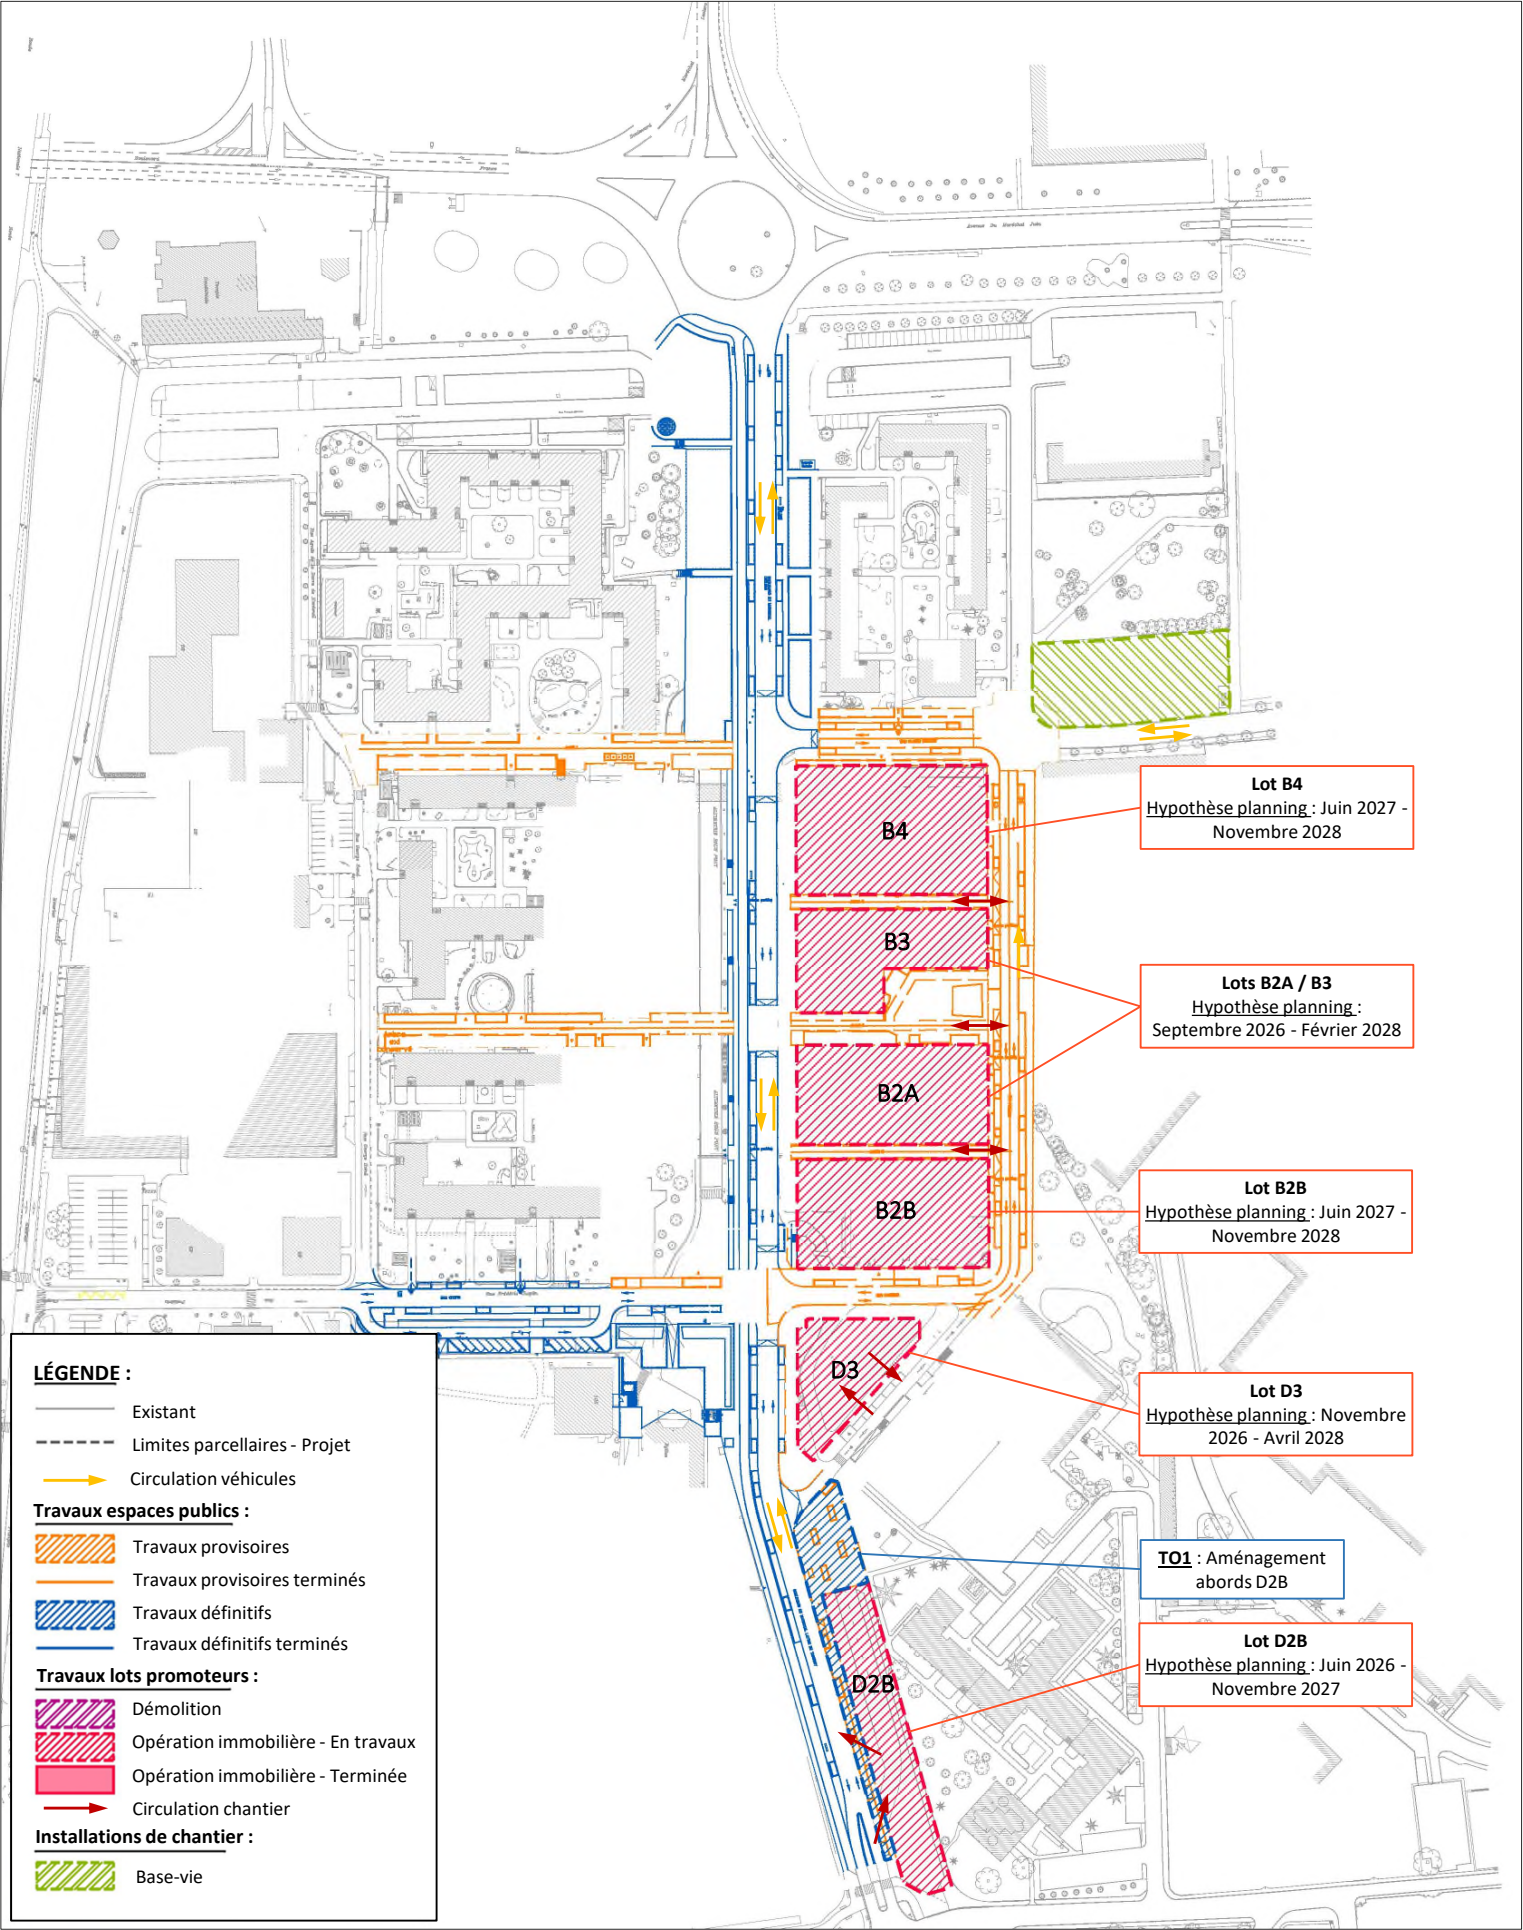 B4
B3
B2A
B2B
D3
D2B
Lot B4
Hypothèse planning : Juin 2027 -
Novembre 2028
Lots B2A / B3
Hypothèse planning :
Septembre 2026 - Février 2028
Lot B2B
Hypothèse planning : Juin 2027 -
Novembre 2028
Lot D3
Hypothèse planning : Novembre
2026 - Avril 2028
TO1 : Aménagement
abords D2B
Lot D2B
Hypothèse planning : Juin 2026 -
Novembre 2027
LÉGENDE :
Existant
Limites parcellaires - Projet
Circulation véhicules
Travaux espaces publics :
Travaux provisoires
Travaux provisoires terminés
Travaux définitifs
Travaux définitifs terminés
Travaux lots promoteurs :
Démolition
Opération immobilière - En travaux
Opération immobilière - Terminée
Circulation chantier
Installations de chantier :
Base-vie